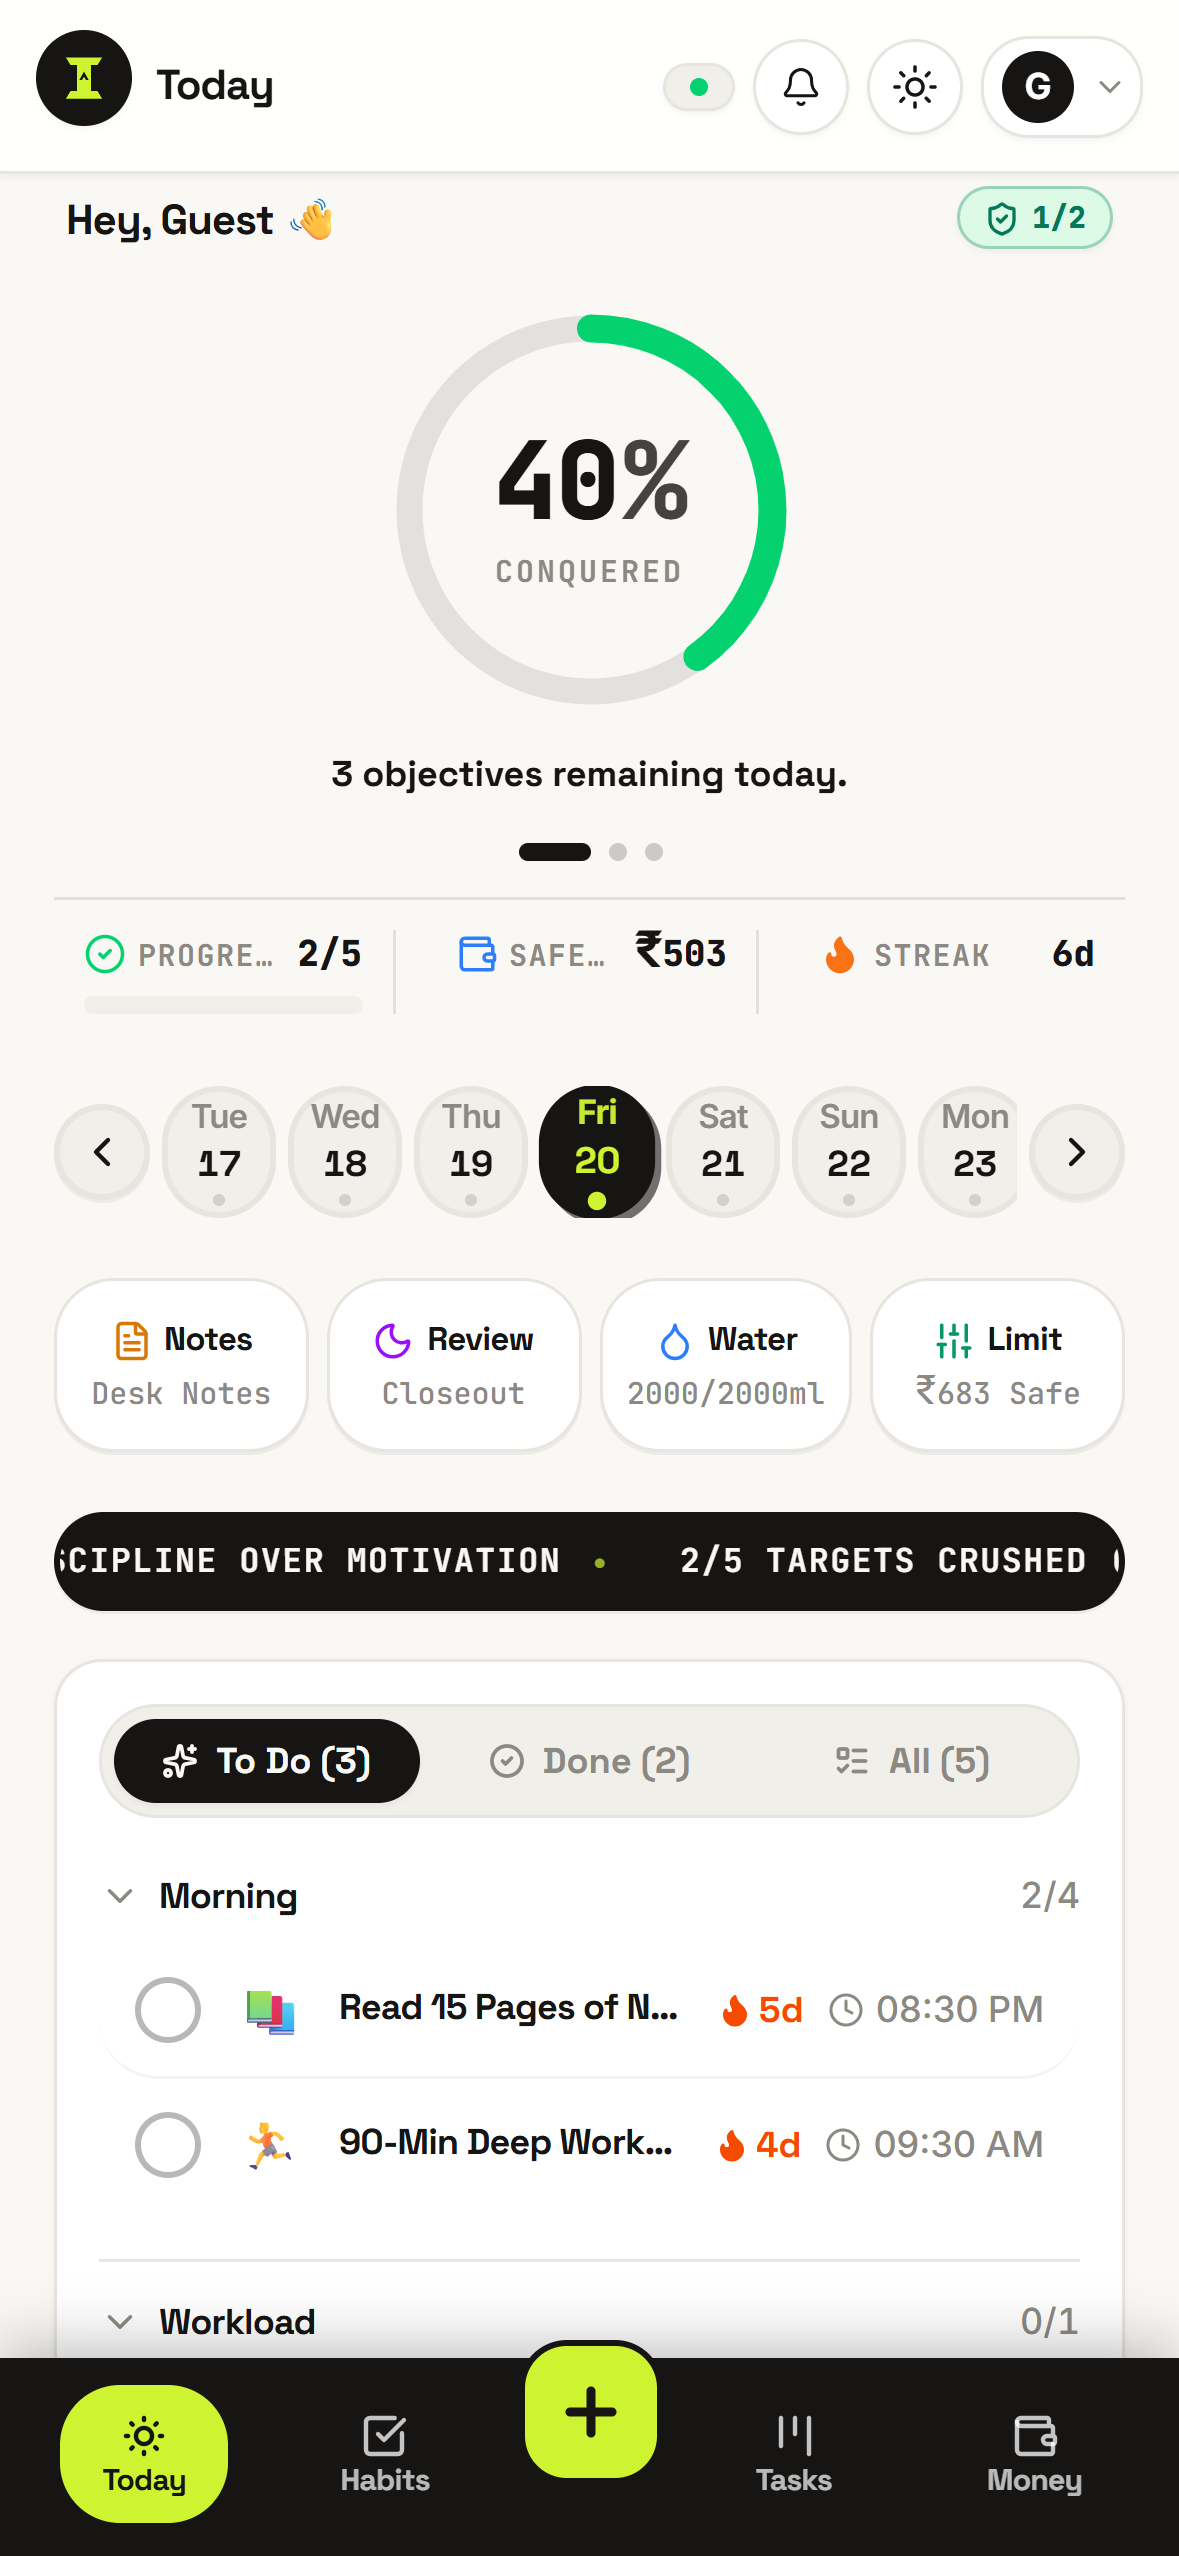 Today
G
Hey, Guest 👋
1/2
40%
CONQUERED
3 objectives remaining today.
PROGRE... 2/5
SAFE... ₹503
STREAK 6d
Tue Wed Thu Fri Sat Sun Mon
17 18 19 20 21 22 23
Notes Review Water Limit
Desk Notes Closeout 2000/2000ml ₹683 Safe
SCIPLINE OVER MOTIVATION • 2/5 TARGETS CRUSHED
To Do (3) Done (2) All (5)
Morning 2/4
Read 15 Pages of N... 5d 08:30 PM
90-Min Deep Work... 4d 09:30 AM
Workload 0/1
Today Habits Tasks Money